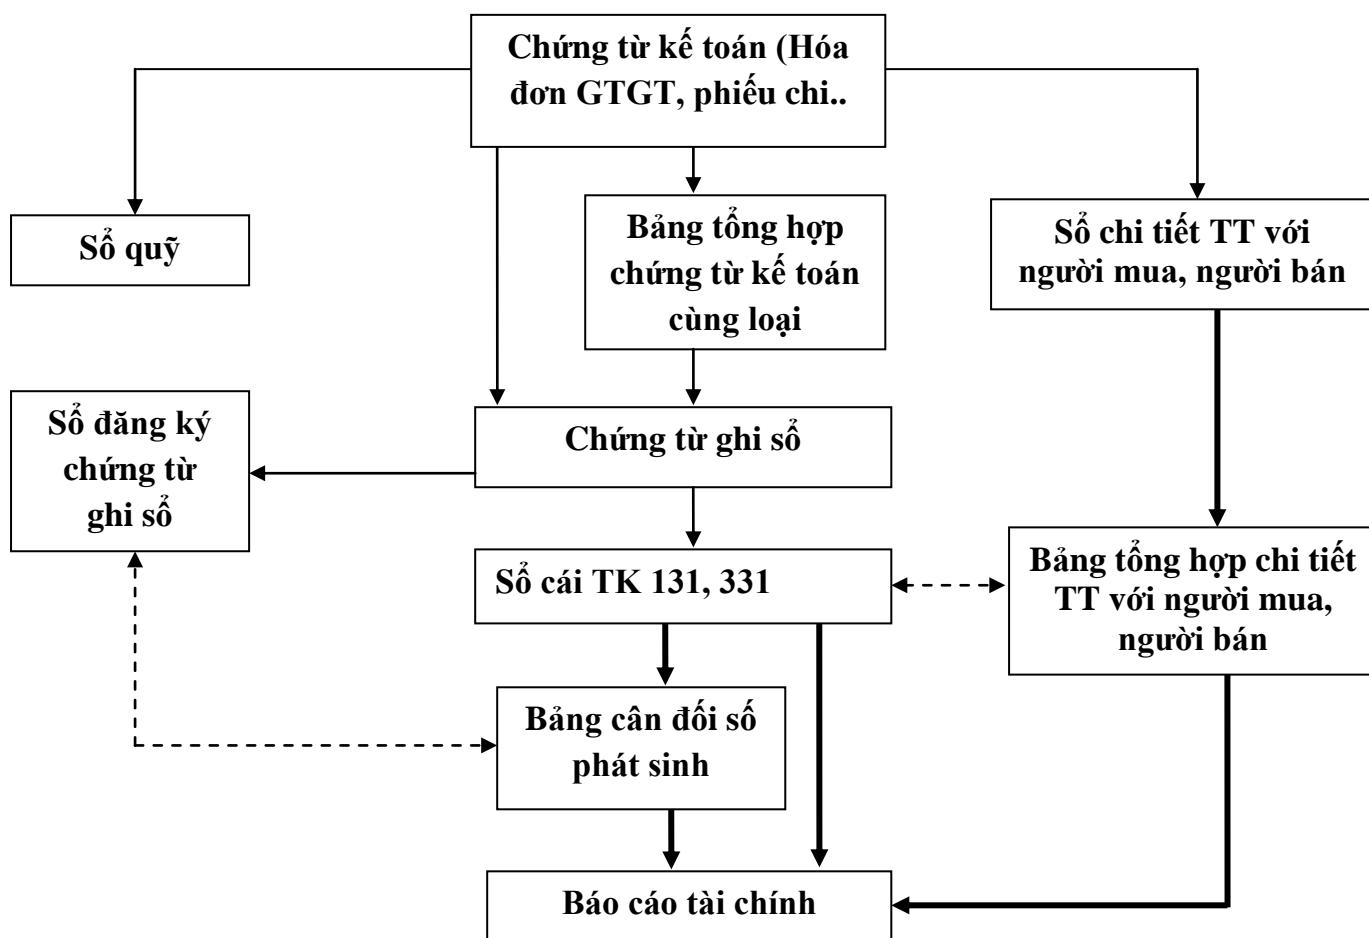 Chứng từ kế toán (Hóa
đơn GTGT, phiếu chi..
Sổ quỹ
Bảng tổng hợp
chứng từ kế toán
cùng loại
Sổ chi tiết TT với
người mua, người bán
Sổ đăng ký
chứng từ
ghi sổ
Chứng từ ghi sổ
Sổ cái TK 131, 331
Bảng tổng hợp chi tiết
TT với người mua,
người bán
Bảng cân đối số
phát sinh
Báo cáo tài chính